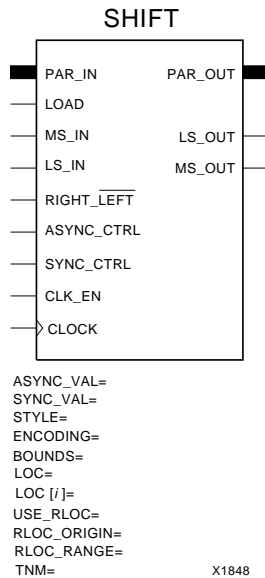 SHIFT
PAR_IN PAR_OUT
LOAD
MS_IN LS_OUT
LS_IN MS_OUT
RIGHT_LEFT
ASYNC_CTRL
SYNC_CTRL
CLK_EN
CLOCK
ASYNC_VAL=
SYNC_VAL=
STYLE=
ENCODING=
BOUNDS=
LOC=
LOC [i]=
USE_RLOC=
RLOC_ORIGIN=
RLOC_RANGE=
TNM= X1848